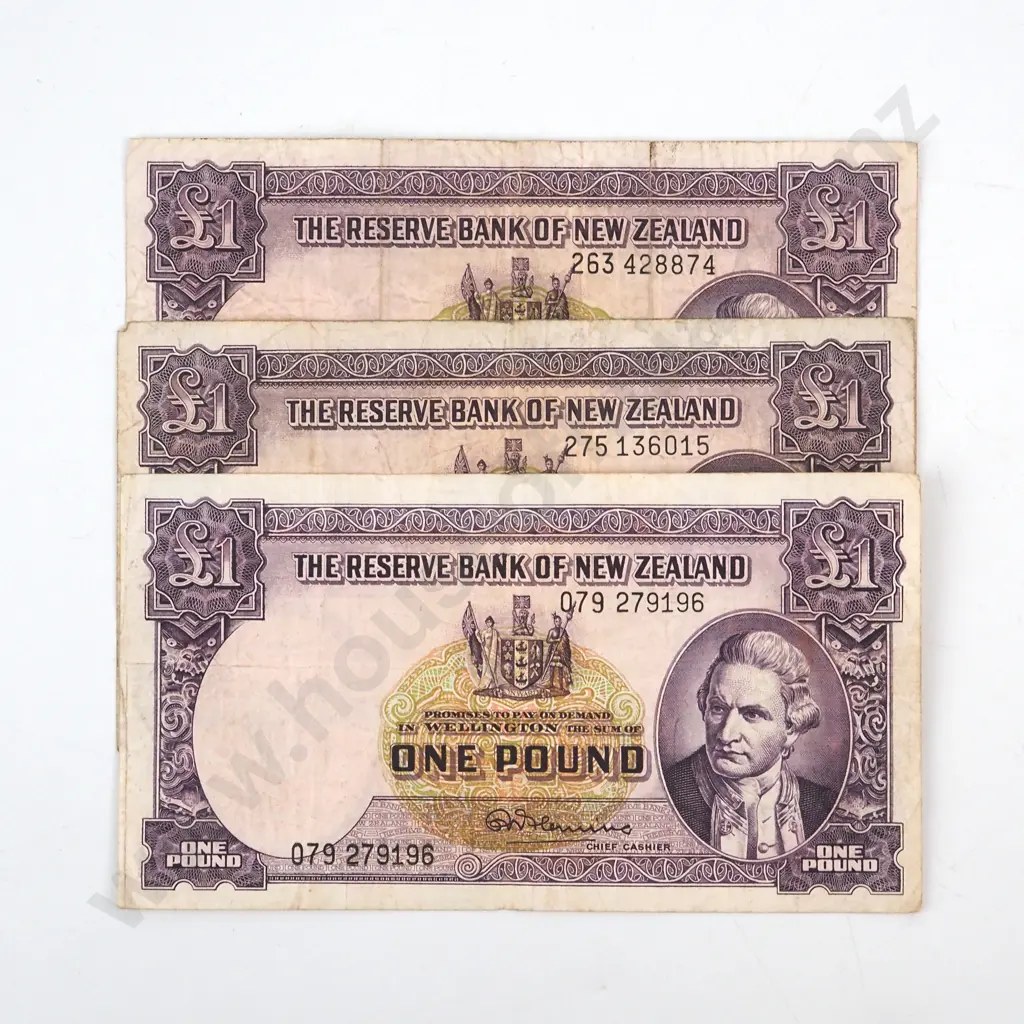 £1 £1
THE RESERVE BANK OF NEW ZEALAND
263 428874
£1 £1
THE RESERVE BANK OF NEW ZEALAND
275 136015
£1 £1
THE RESERVE BANK OF NEW ZEALAND
079 279196
PROMISES TO PAY ON DEMAND
IN WELLINGTON THE SUM OF
ONE POUND
CHIEF CASHIER
079 279196
ONE
POUND
ONE
POUND